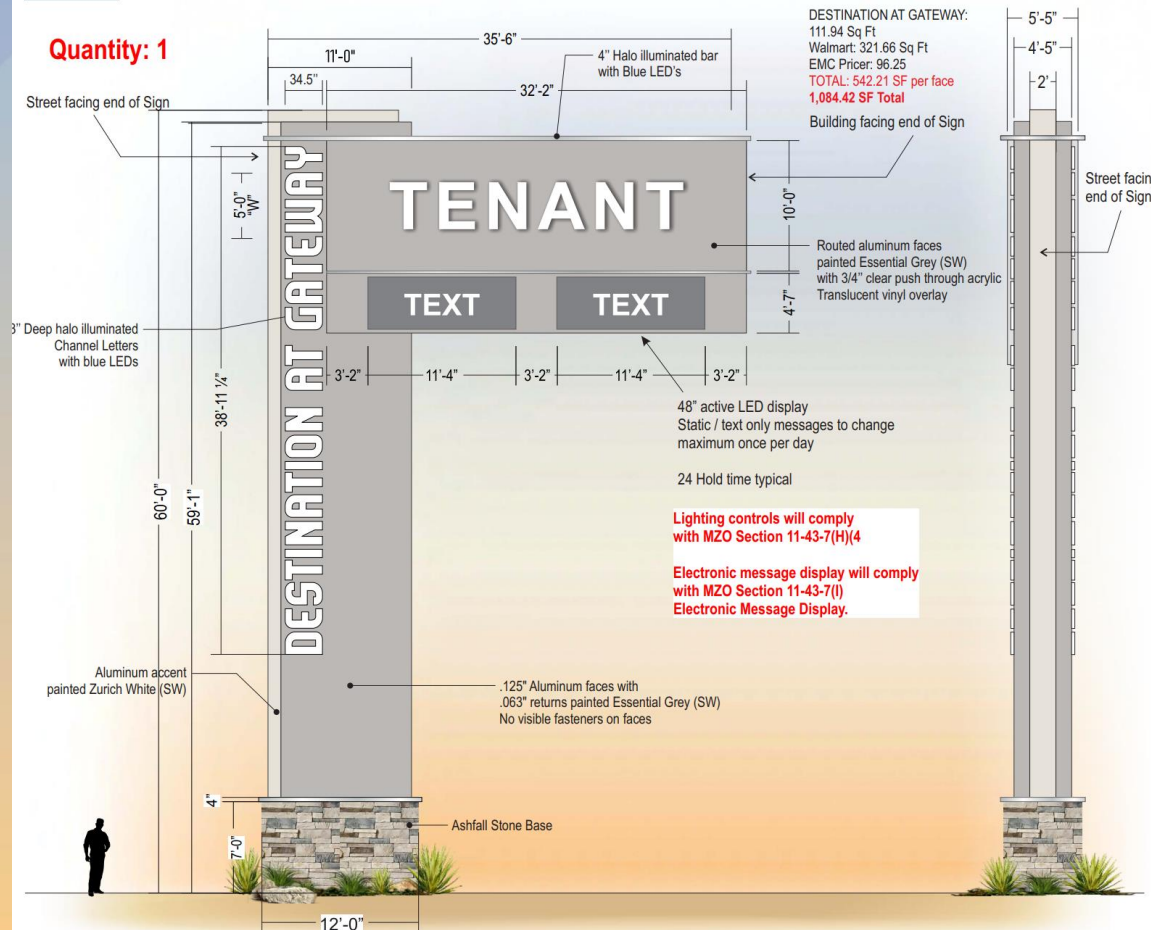 Quantity: 1
Street facing end of Sign
35'-6"
11'-0"
34.5"
32'-2"
4" Halo illuminated bar
with Blue LED's
DESTINATION AT GATEWAY:
111.94 Sq Ft
Walmart: 321.66 Sq Ft
EMC Pricer: 96.25
TOTAL: 542.21 SF per face
1,084.42 SF Total
Building facing end of Sign
5'-5"
4'-5"
2'
Street facin
end of Sign
5'-0"
"W"
TENANT
10'-0"
Routed aluminum faces
painted Essential Grey (SW)
with 3/4" clear push through acrylic
Translucent vinyl overlay
TEXT
TEXT
4'-7"
3" Deep halo illuminated
Channel Letters
with blue LEDs
DESTINATION AT GATEWAY
38'-11 ¼"
3'-2"
11'-4"
3'-2"
11'-4"
3'-2"
48" active LED display
Static / text only messages to change
maximum once per day
24 Hold time typical
60'-0"
59'-1"
Lighting controls will comply
with MZO Section 11-43-7(H)(4
Electronic message display will comply
with MZO Section 11-43-7(I)
Electronic Message Display.
Aluminum accent
painted Zurich White (SW)
.125" Aluminum faces with
.063" returns painted Essential Grey (SW)
No visible fasteners on faces
4"
7'-0"
Ashfall Stone Base
12'-0"